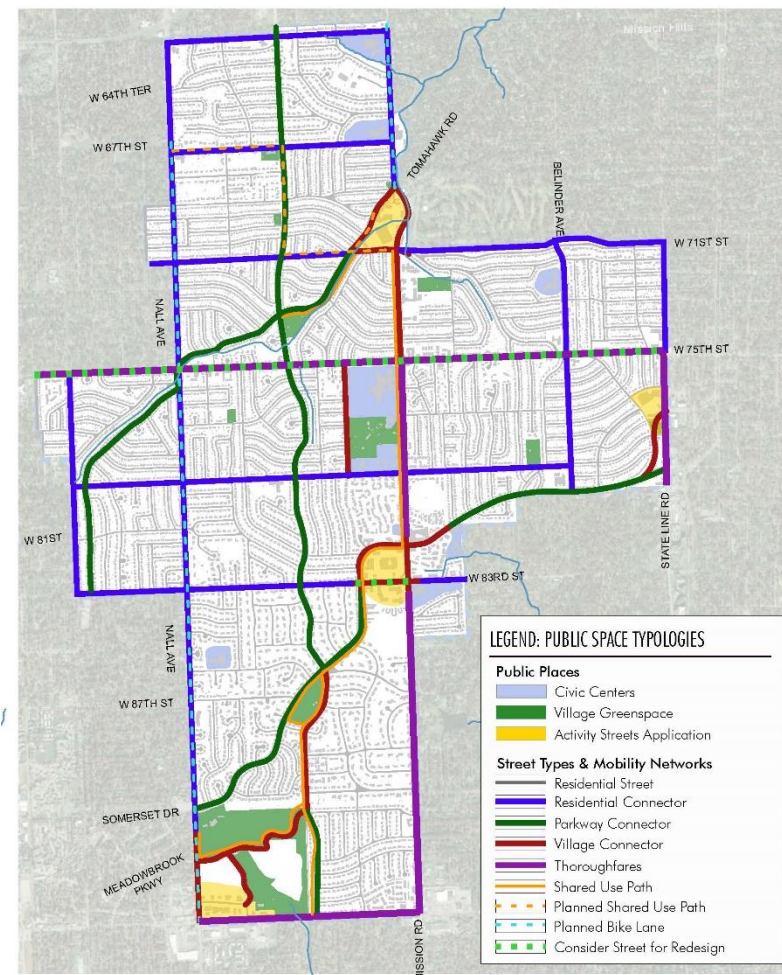 Mission Hills
W 64TH TER
W 67TH ST
TOMAHAWK RD
BELINDER AVE
W 71ST ST
NALL AVE
W 75TH ST
W 81ST
STATE LINE RD
W 83RD ST
NALL AVE
W 87TH ST
SOMERSET DR
MEADOWBROOK
PKWY
MISSION RD
LEGEND: PUBLIC SPACE TYPOLOGIES
Public Places
Civic Centers
Village Greenspace
Activity Streets Application
Street Types & Mobility Networks
Residential Street
Residential Connector
Parkway Connector
Village Connector
Thoroughfares
Shared Use Path
Planned Shared Use Path
Planned Bike Lane
Consider Street for Redesign